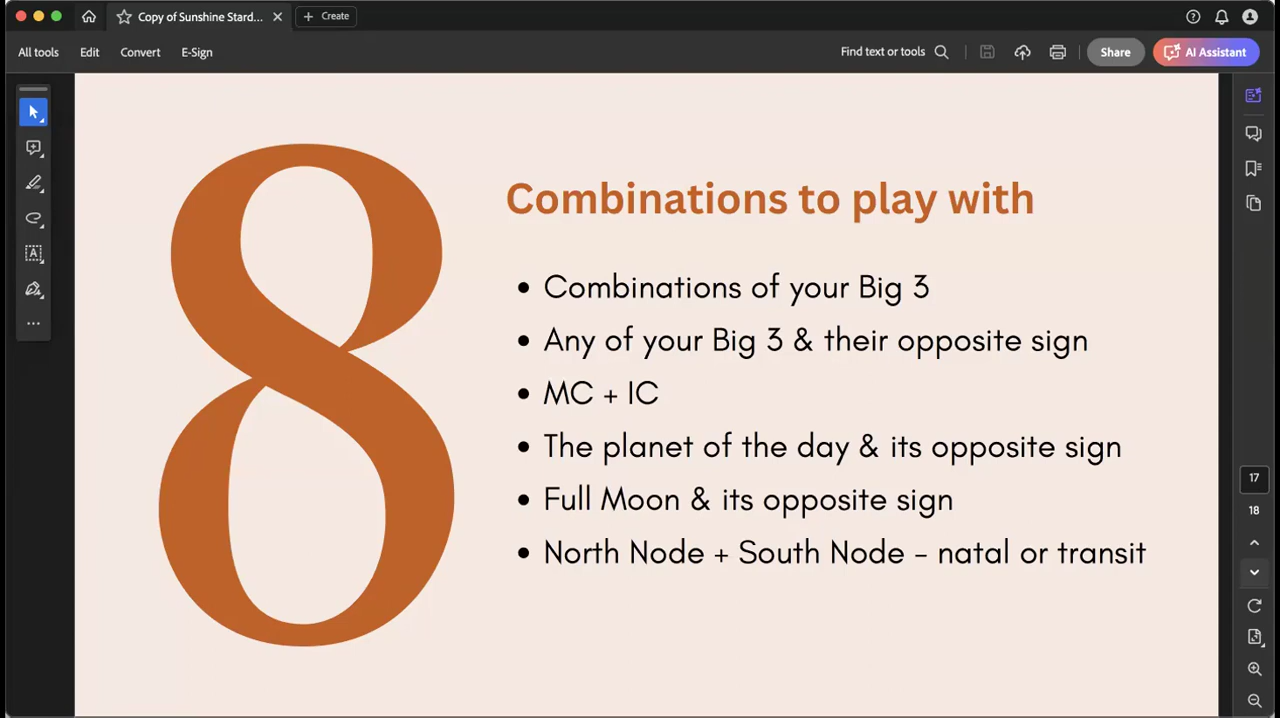 Copy of Sunshine Stard...
Create
All tools
Edit
Convert
E-Sign
Find text or tools
Share
AI Assistant
8
Combinations to play with
• Combinations of your Big 3
• Any of your Big 3 & their opposite sign
• MC + IC
• The planet of the day & its opposite sign
• Full Moon & its opposite sign
• North Node + South Node - natal or transit
17
18